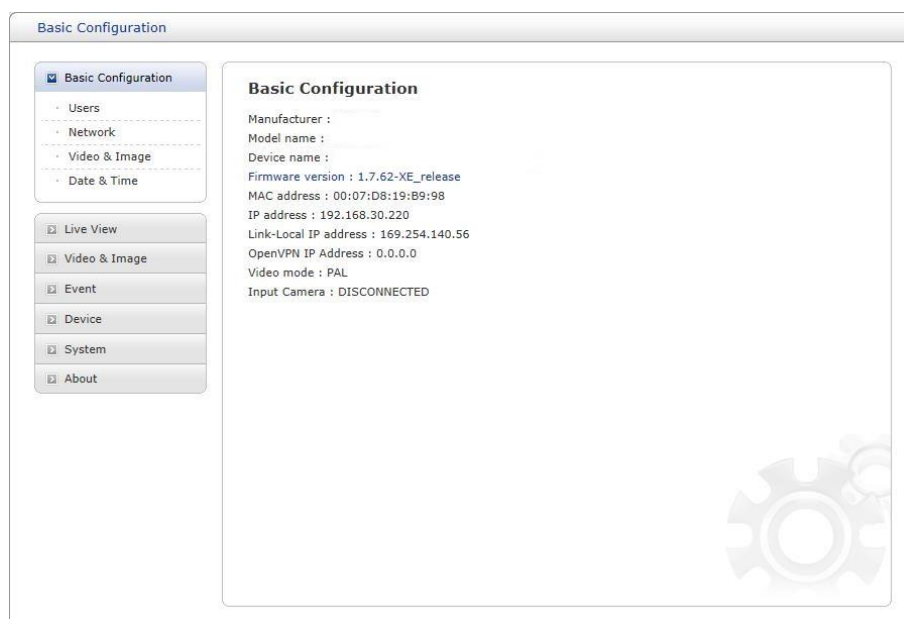 Basic Configuration
Basic Configuration
Users
Network
Video & Image
Date & Time
Live View
Video & Image
Event
Device
System
About
Basic Configuration
Manufacturer :
Model name :
Device name :
Firmware version : 1.7.62-XE_release
MAC address : 00:07:D8:19:B9:98
IP address : 192.168.30.220
Link-Local IP address : 169.254.140.56
OpenVPN IP Address : 0.0.0.0
Video mode : PAL
Input Camera : DISCONNECTED